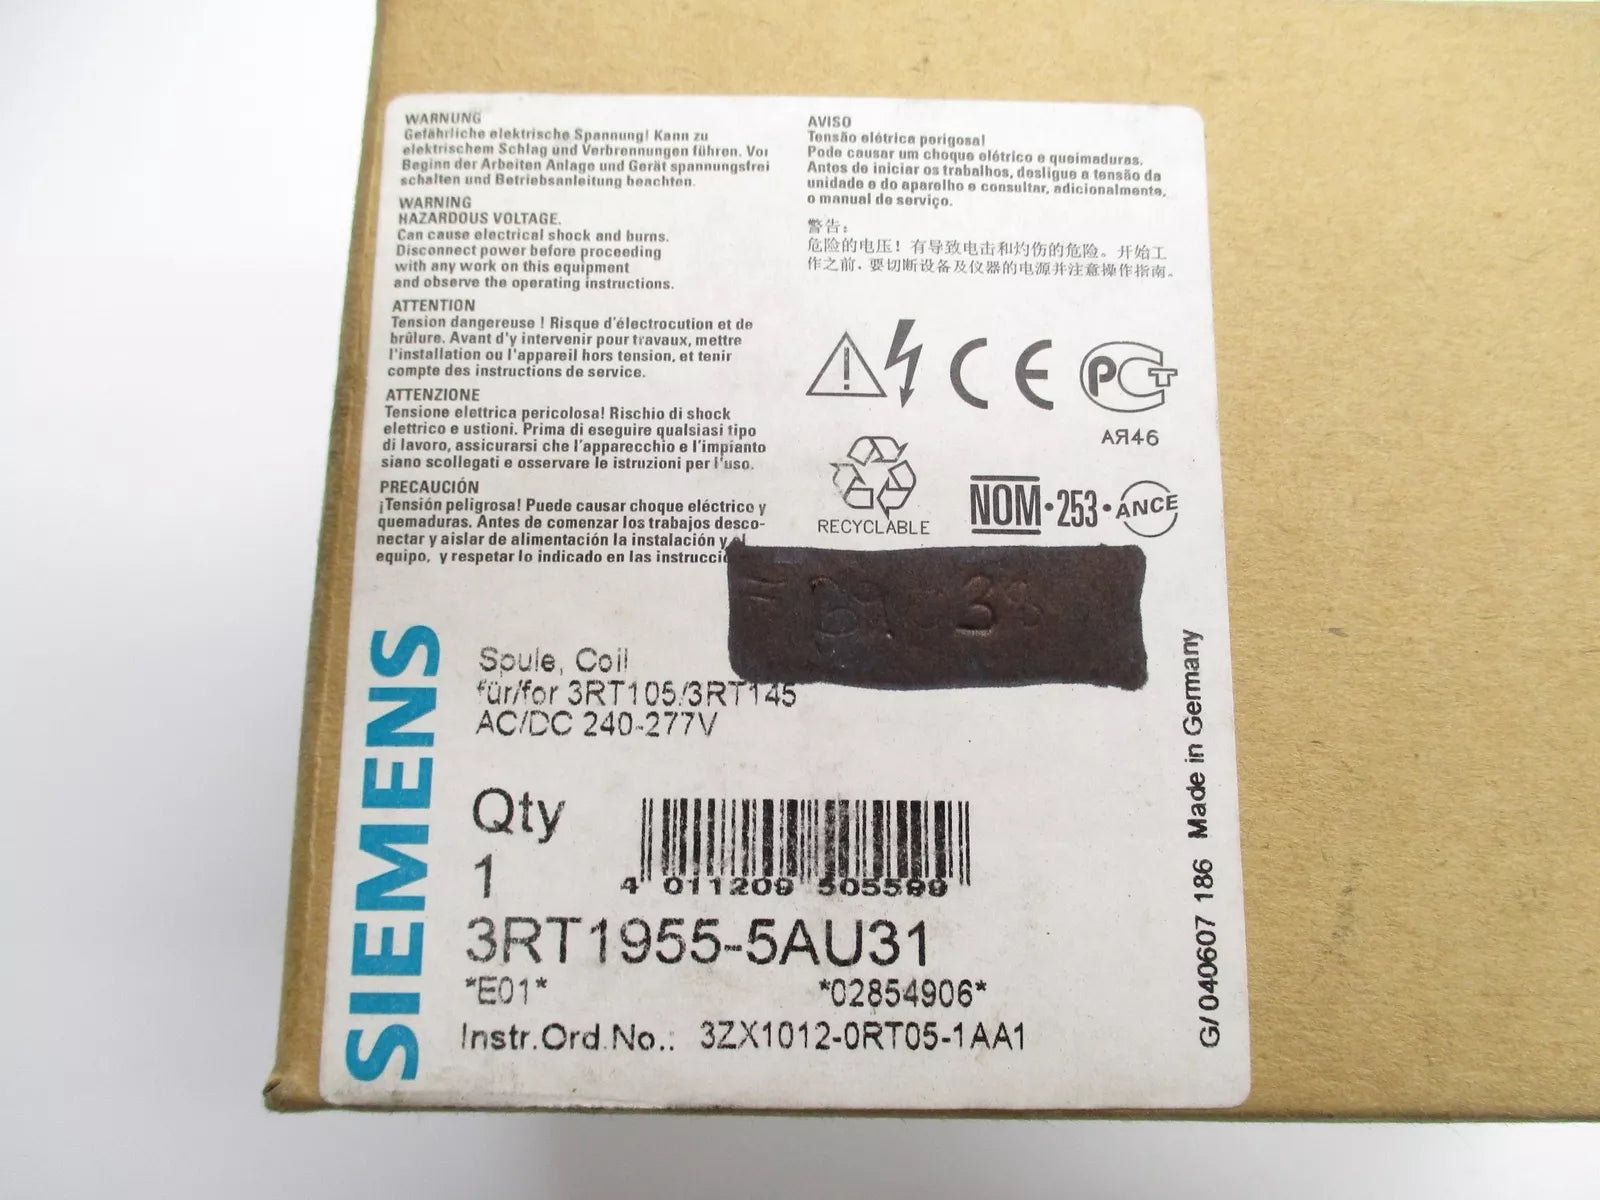 WARNUNG
Gefährliche elektrische Spannung! Kann zu
elektrischem Schlag und Verbrennungen führen. Vor
Beginn der Arbeiten Anlage und Gerät spannungsfrei
schalten und Betriebsanleitung beachten.
WARNING
HAZARDOUS VOLTAGE.
Can cause electrical shock and burns.
Disconnect power before proceeding
with any work on this equipment
and observe the operating instructions.
ATTENTION
Tension dangereuse ! Risque d'électrocution et de
brûlure. Avant d'y intervenir pour travaux, mettre
l'installation ou l'appareil hors tension, et tenir
compte des instructions de service.
ATTENZIONE
Tensione elettrica pericolosa! Rischio di shock
elettrico e ustioni. Prima di eseguire qualsiasi tipo
di lavoro, assicurarsi che l'apparecchio e l'impianto
siano scollegati e osservare le istruzioni per l'uso.
PRECAUCIÓN
¡Tensión peligrosa! Puede causar choque eléctrico y
quemaduras. Antes de comenzar los trabajos desco-
nectar y aislar de alimentación la instalación y el
equipo, y respetar lo indicado en las instrucci
AVISO
Tensão elétrica perigosa!
Pode causar um choque elétrico e queimaduras.
Antes de iniciar os trabalhos, desligue a tensão da
unidade e do aparelho e consultar, adicionalmente,
o manual de serviço.
警告:
危险的电压! 有导致电击和灼伤的危险。开始工
作之前,要切断设备及仪器的电源并注意操作指南。
CE
PCT
AЯ46
RECYCLABLE
NOM·253·ANCE
SIEMENS
Spule, Coil
für/for 3RT105/3RT145
AC/DC 240-277V
Qty
1
4 011209 505599
3RT1955-5AU31
*E01* *02854906*
Instr.Ord.No.: 3ZX1012-0RT05-1AA1
G/040607 186 Made in Germany